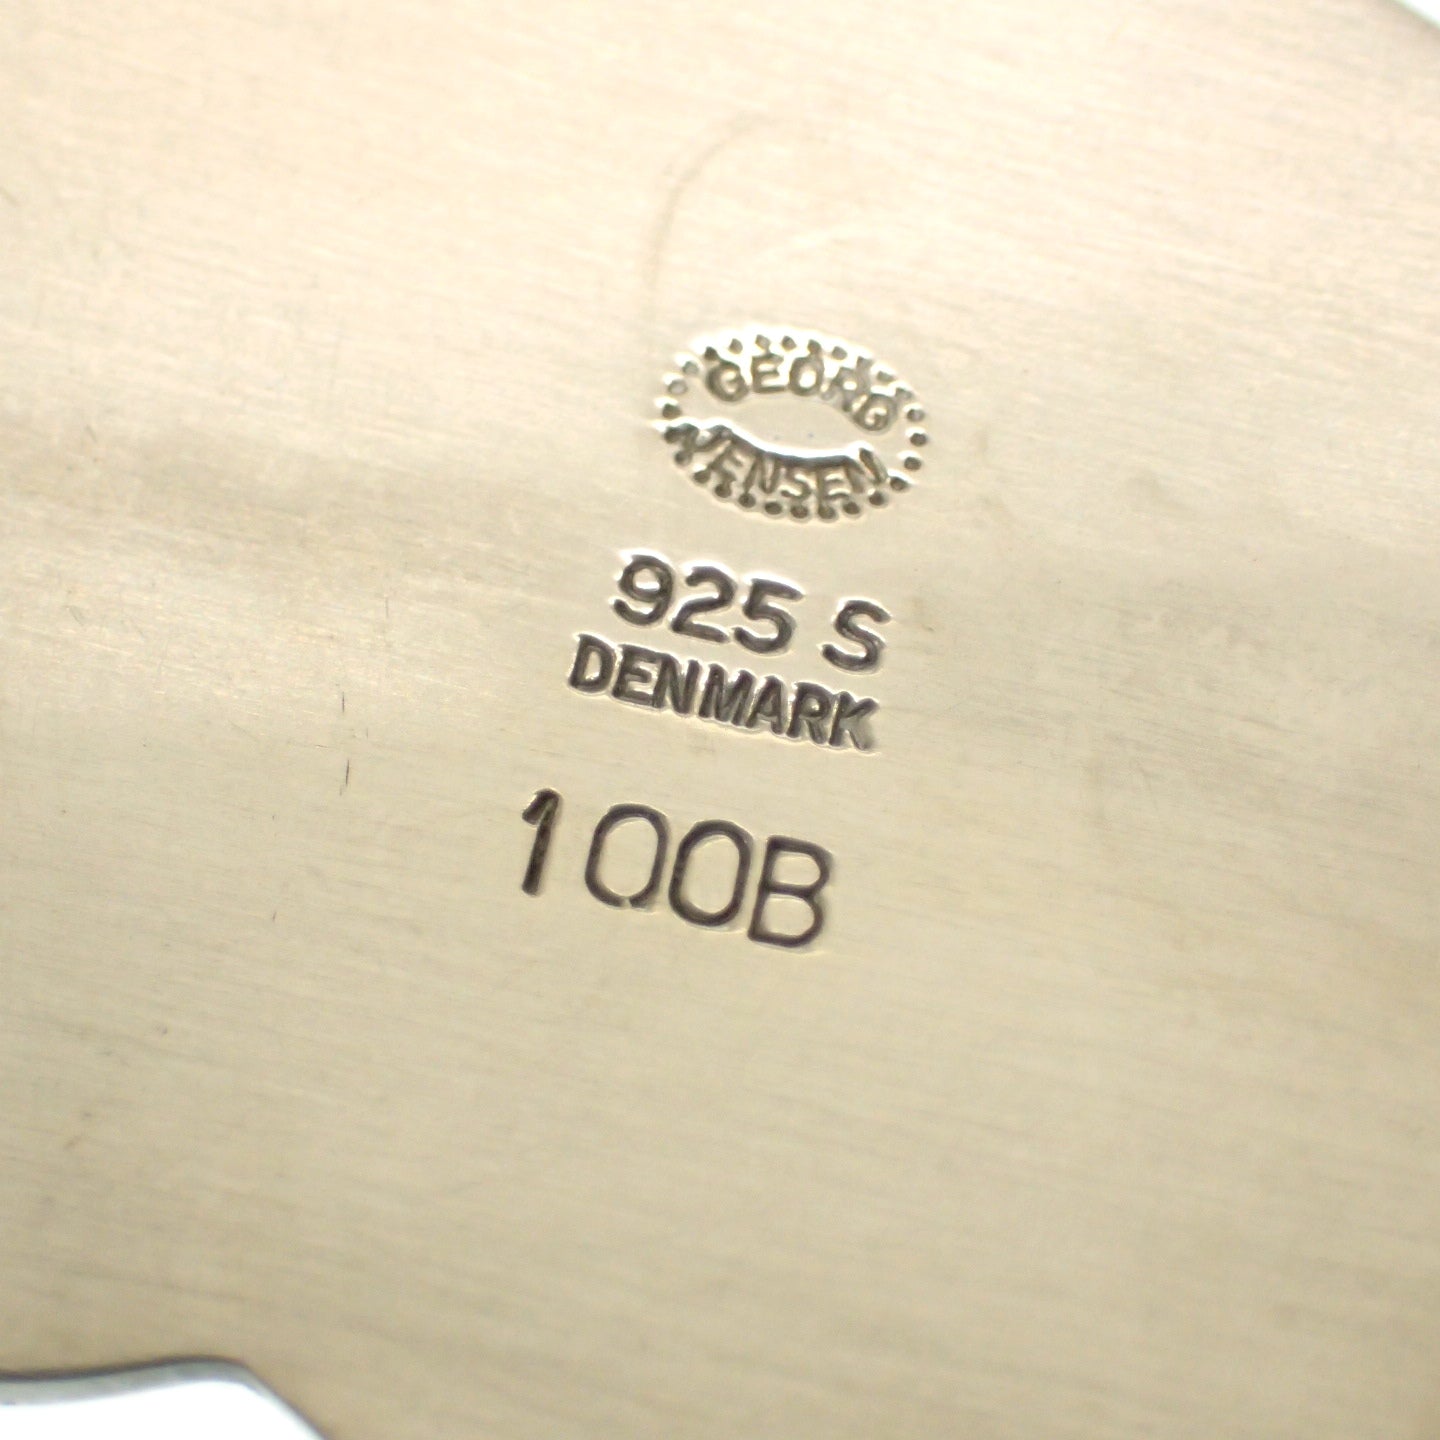 GEORG
JENSEN
925 S
DENMARK
100B